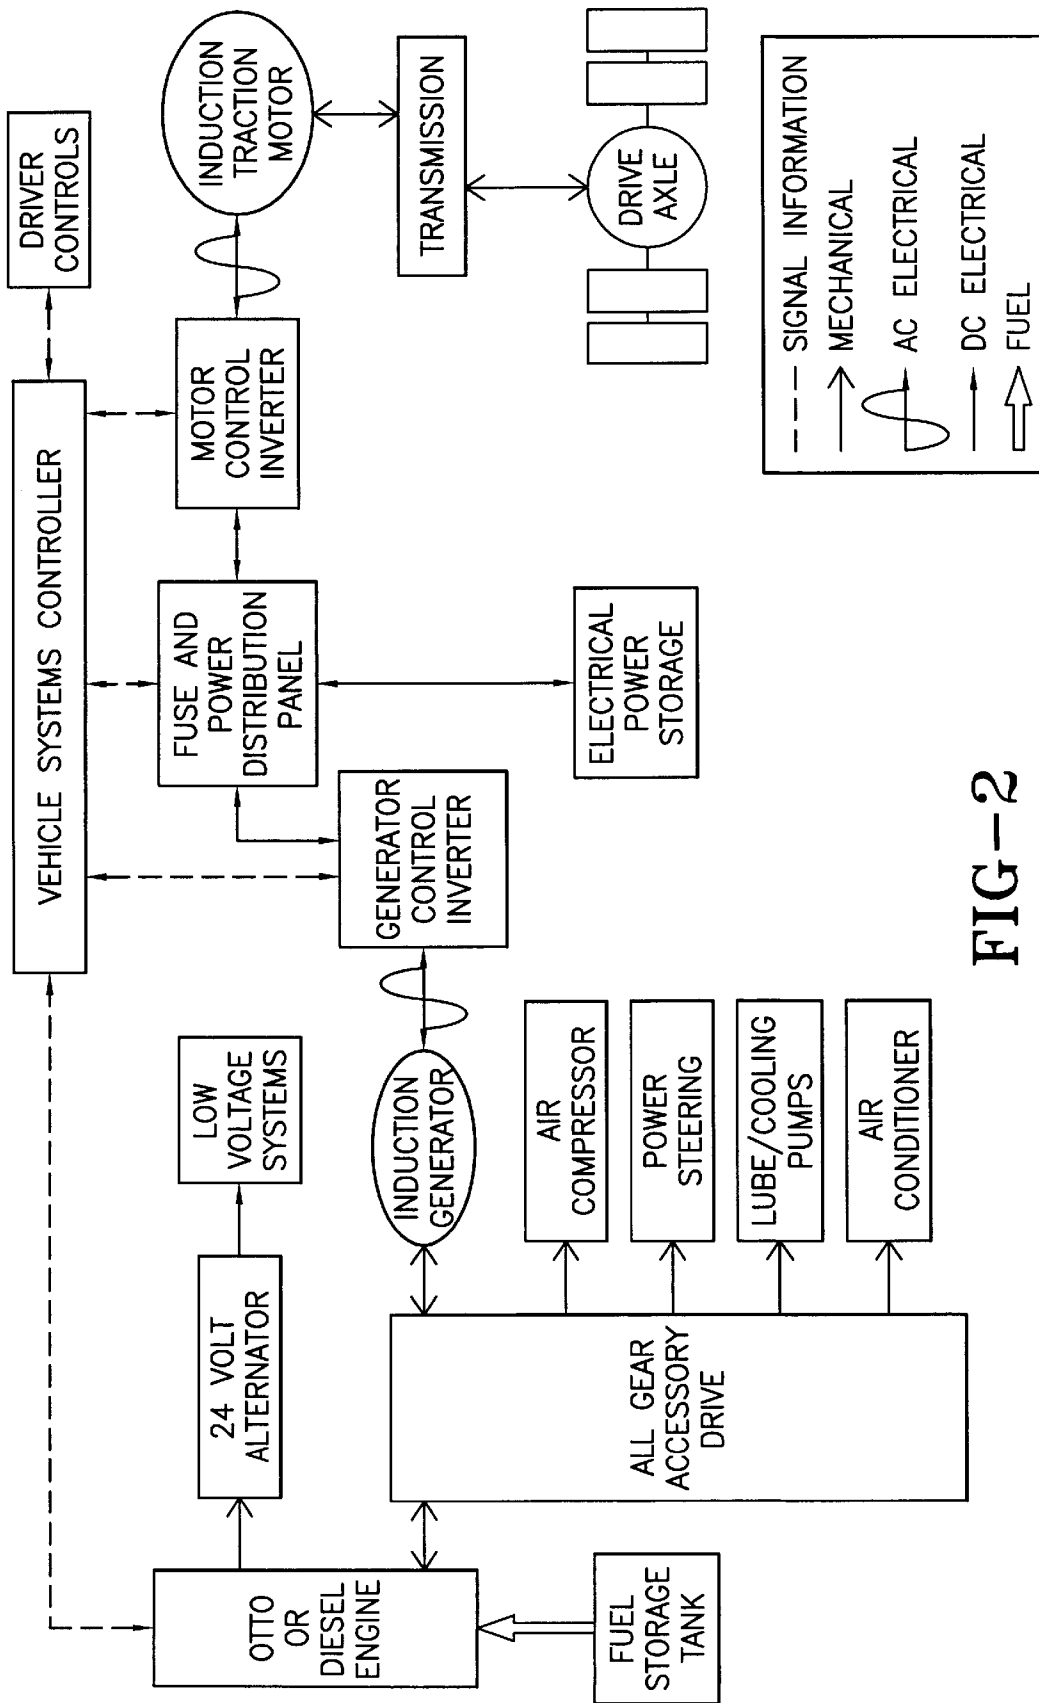 DRIVER
CONTROLS
VEHICLE SYSTEMS CONTROLLER
INDUCTION
TRACTION
MOTOR
MOTOR
CONTROL
INVERTER
FUSE AND
POWER
DISTRIBUTION
PANEL
LOW
VOLTAGE
SYSTEMS
24 VOLT
ALTERNATOR
OTTO
OR
DIESEL
ENGINE
TRANSMISSION
GENERATOR
CONTROL
INVERTER
INDUCTION
GENERATOR
DRIVE
AXLE
ELECTRICAL
POWER
STORAGE
AIR
COMPRESSOR
POWER
STEERING
LUBE/COOLING
PUMPS
AIR
CONDITIONER
ALL GEAR
ACCESSORY
DRIVE
FUEL
STORAGE
TANK
SIGNAL INFORMATION
MECHANICAL
AC ELECTRICAL
DC ELECTRICAL
FUEL
FIG-2